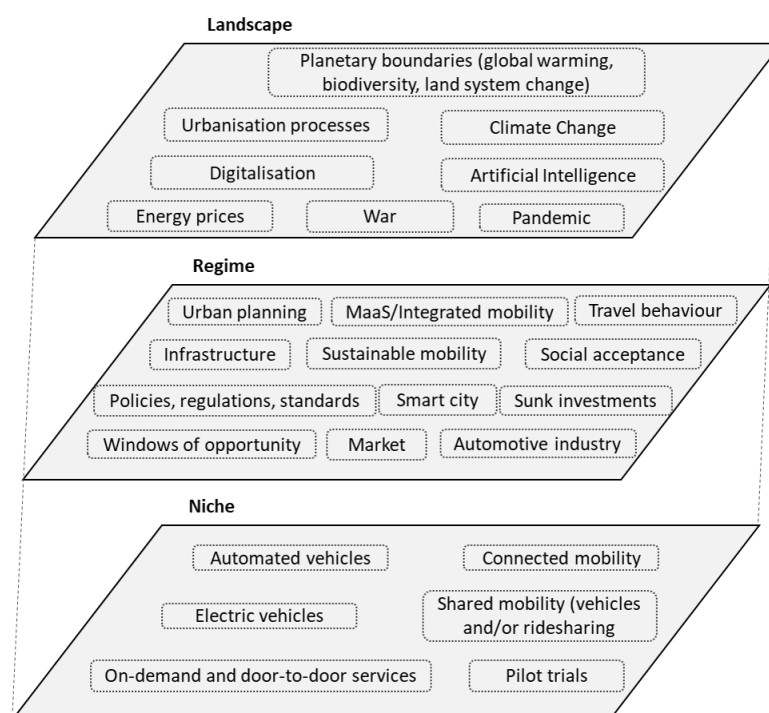 Landscape
Planetary boundaries (global warming,
biodiversity, land system change)
Urbanisation processes
Climate Change
Digitalisation
Artificial Intelligence
Energy prices
War
Pandemic
Regime
Urban planning
MaaS/Integrated mobility
Travel behaviour
Infrastructure
Sustainable mobility
Social acceptance
Policies, regulations, standards
Smart city
Sunk investments
Windows of opportunity
Market
Automotive industry
Niche
Automated vehicles
Connected mobility
Electric vehicles
Shared mobility (vehicles
and/or ridesharing
On-demand and door-to-door services
Pilot trials